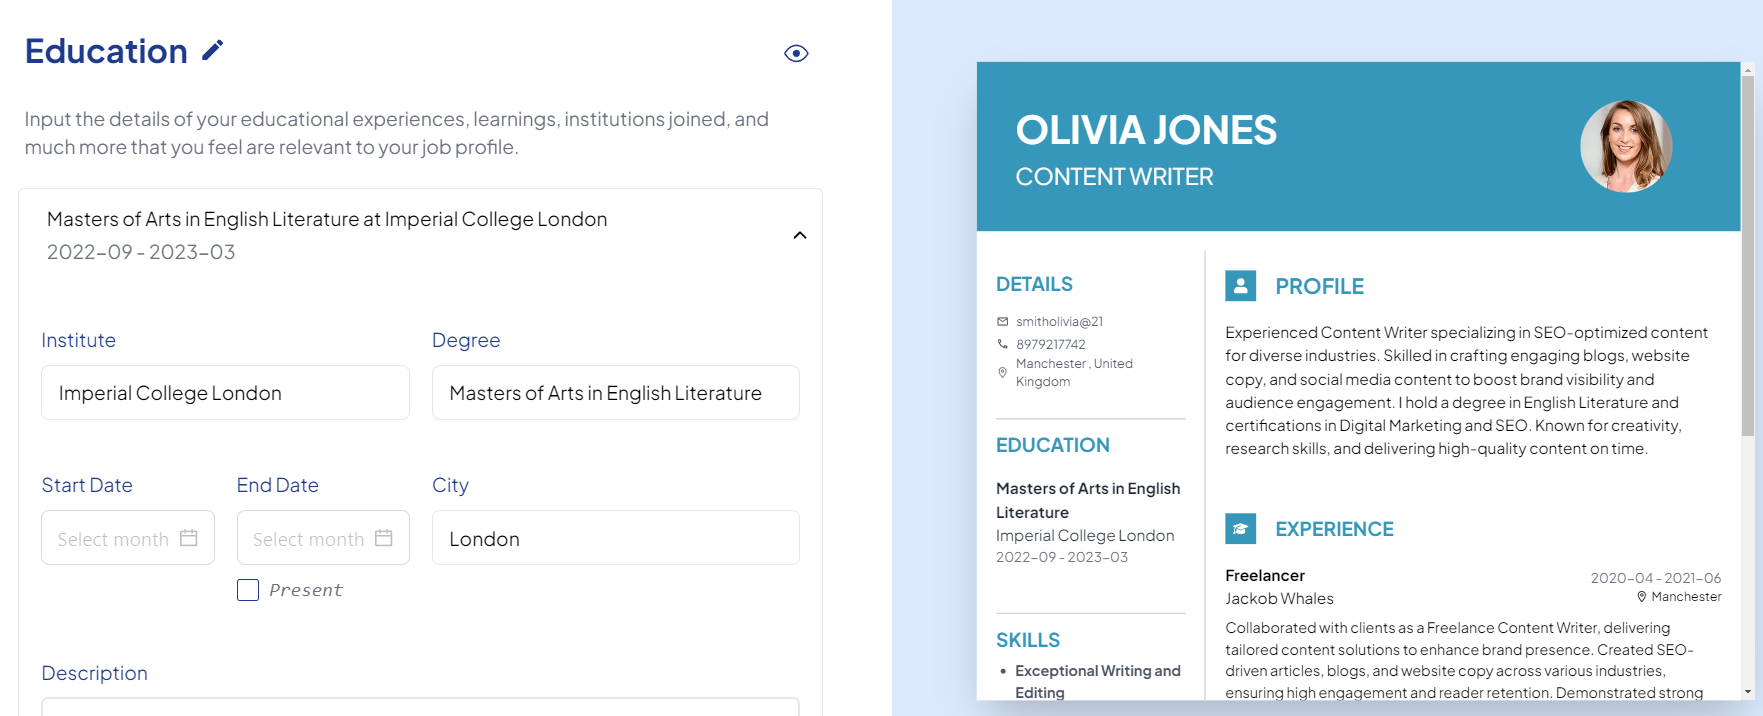 Education
Input the details of your educational experiences, learnings, institutions joined, and
much more that you feel are relevant to your job profile.
Masters of Arts in English Literature at Imperial College London
2022-09 - 2023-03
Institute
Degree
Imperial College London
Masters of Arts in English Literature
Start Date
End Date
City
Select month
Select month
London
Present
Description
OLIVIA JONES
CONTENT WRITER
DETAILS
smitholivia@21
8979217742
Manchester , United
Kingdom
EDUCATION
Masters of Arts in English
Literature
Imperial College London
2022-09 - 2023-03
SKILLS
• Exceptional Writing and
Editing
PROFILE
Experienced Content Writer specializing in SEO-optimized content
for diverse industries. Skilled in crafting engaging blogs, website
copy, and social media content to boost brand visibility and
audience engagement. I hold a degree in English Literature and
certifications in Digital Marketing and SEO. Known for creativity,
research skills, and delivering high-quality content on time.
EXPERIENCE
Freelancer
2020-04 - 2021-06
Jackob Whales
Manchester
Collaborated with clients as a Freelance Content Writer, delivering
tailored content solutions to enhance brand presence. Created SEO-
driven articles, blogs, and website copy across various industries,
ensuring high engagement and reader retention. Demonstrated strong